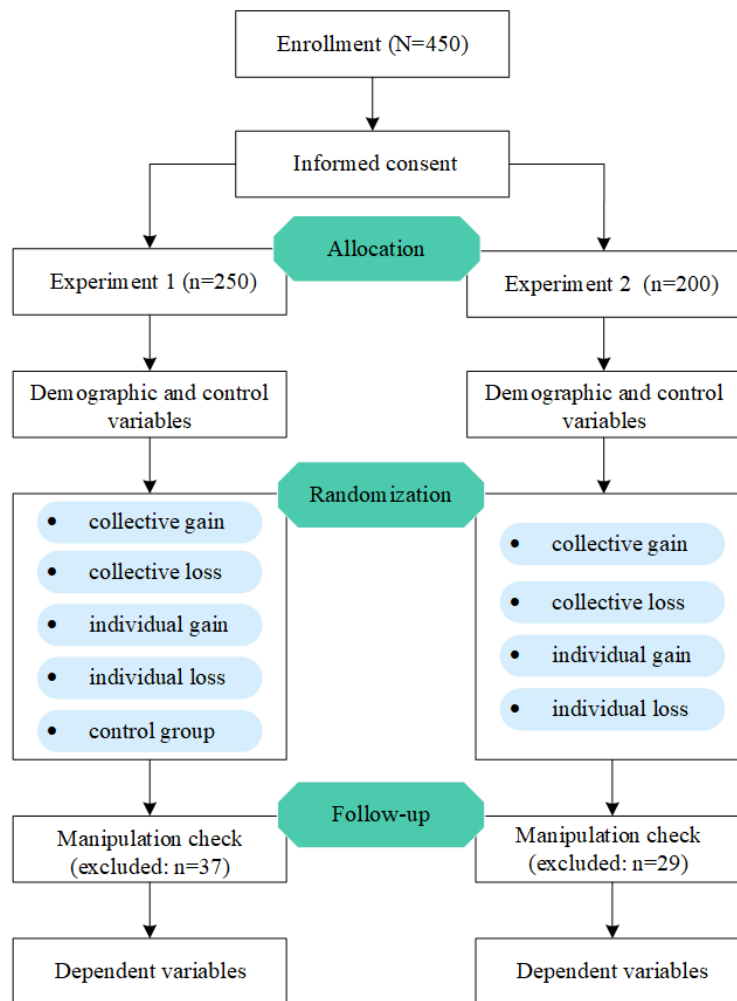 Enrollment (N=450)
Informed consent
Allocation
Experiment 1 (n=250)
Experiment 2 (n=200)
Demographic and control
variables
Demographic and control
variables
Randomization
• collective gain
• collective loss
• individual gain
• individual loss
• control group
• collective gain
• collective loss
• individual gain
• individual loss
Follow-up
Manipulation check
(excluded: n=37)
Manipulation check
(excluded: n=29)
Dependent variables
Dependent variables